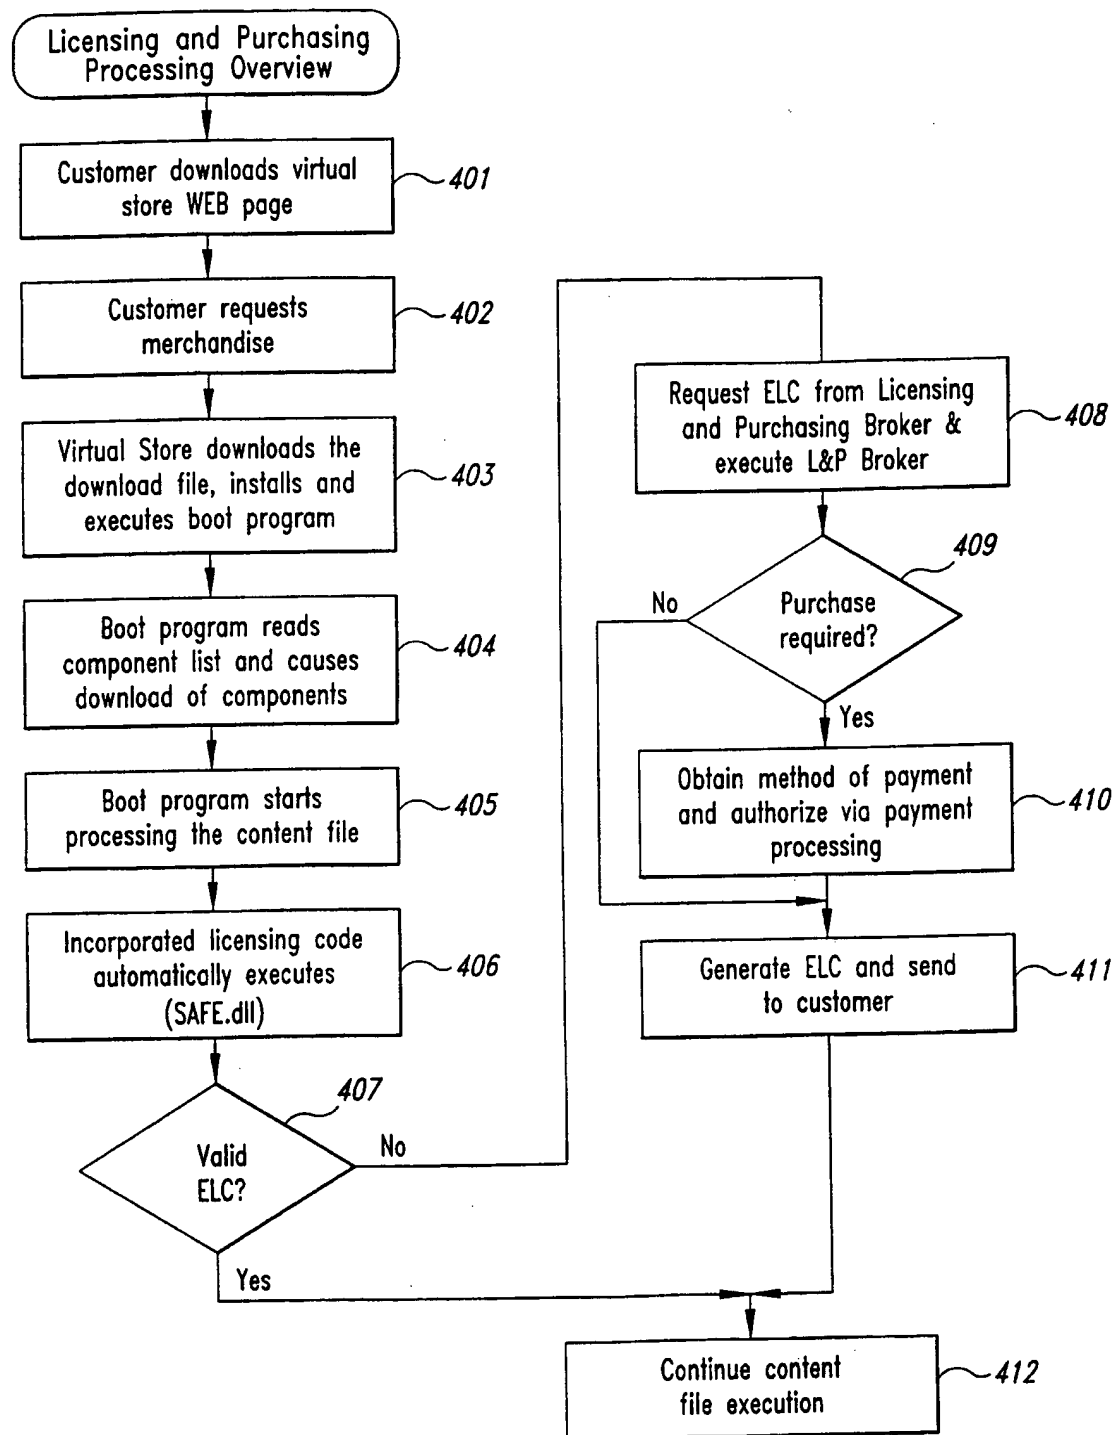 Licensing and Purchasing
Processing Overview
Customer downloads virtual
store WEB page
401
Customer requests
merchandise
402
Virtual Store downloads the
download file, installs and
executes boot program
403
Boot program reads
component list and causes
download of components
404
Boot program starts
processing the content file
405
Incorporated licensing code
automatically executes
(SAFE.dll)
406
Valid
ELC?
407
No
Yes
Request ELC from Licensing
and Purchasing Broker &
execute L&P Broker
408
Purchase
required?
409
No
Yes
Obtain method of payment
and authorize via payment
processing
410
Generate ELC and send
to customer
411
Continue content
file execution
412